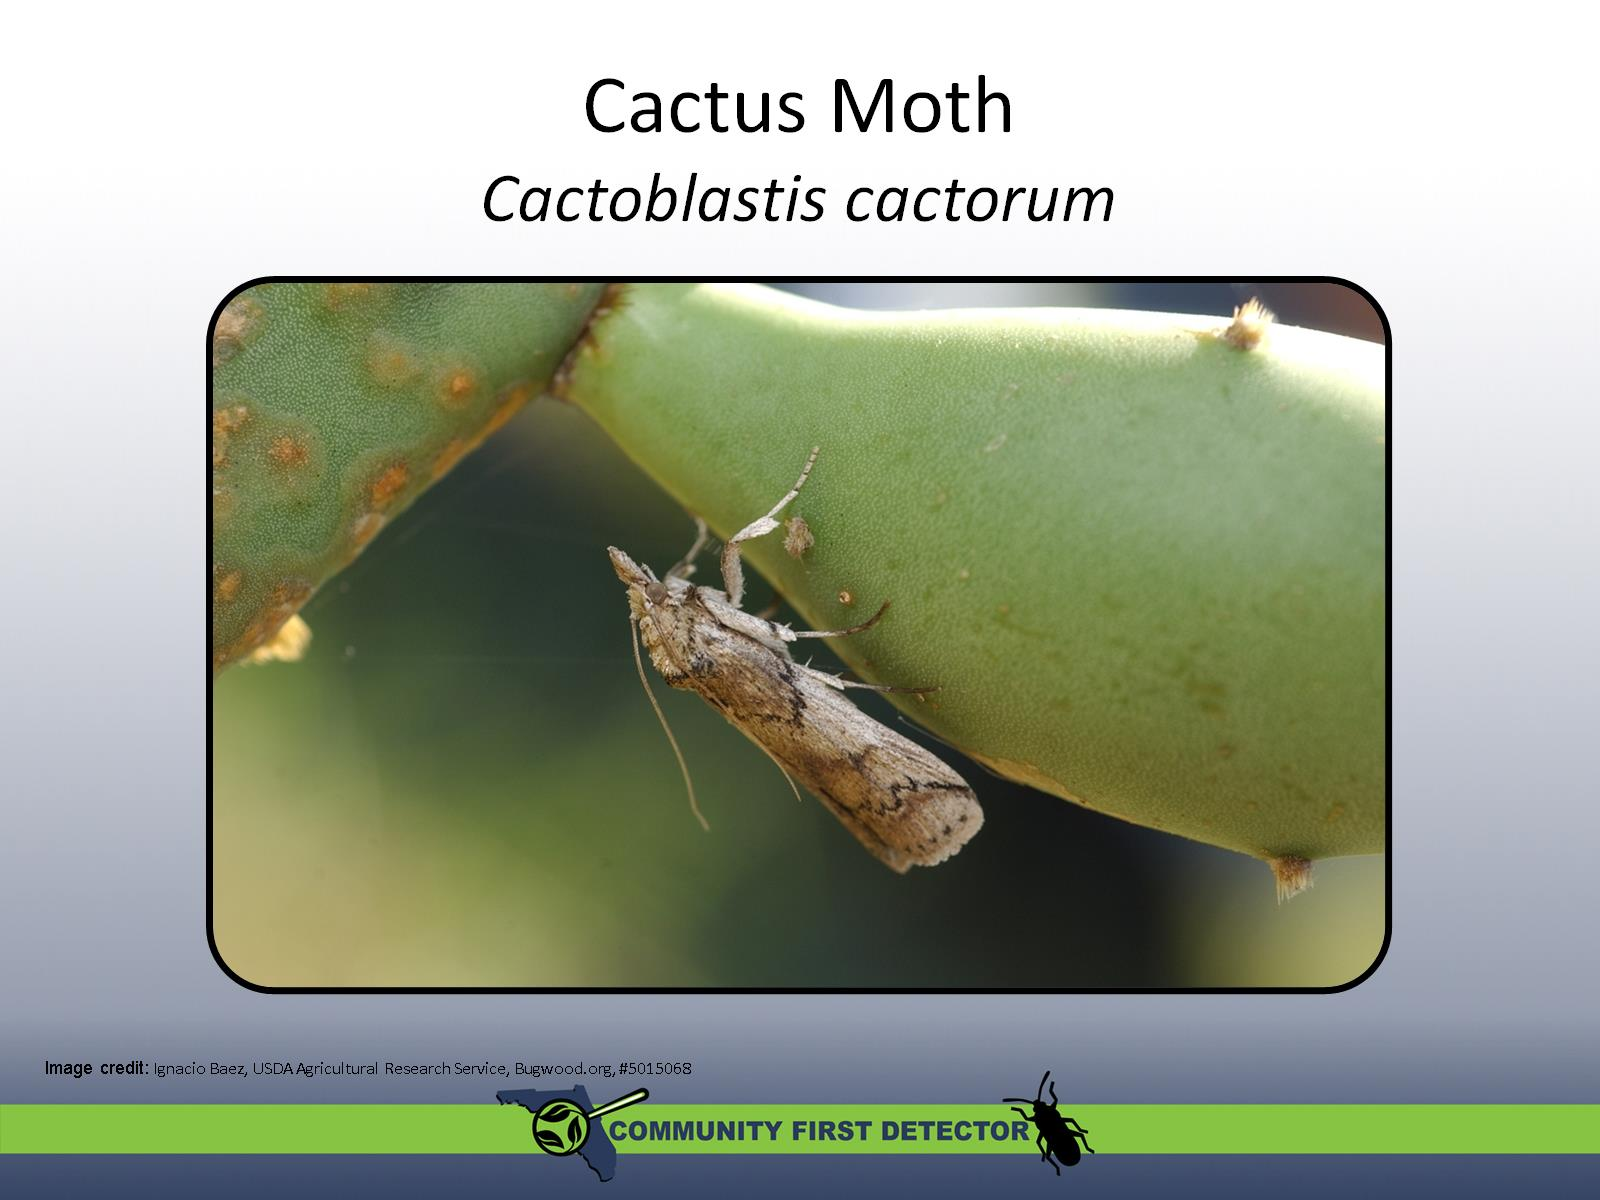 Cactus Moth
Cactoblastis cactorum
Image credit: Ignacio Baez, USDA Agricultural Research Service, Bugwood.org, #5015068
COMMUNITY FIRST DETECTOR